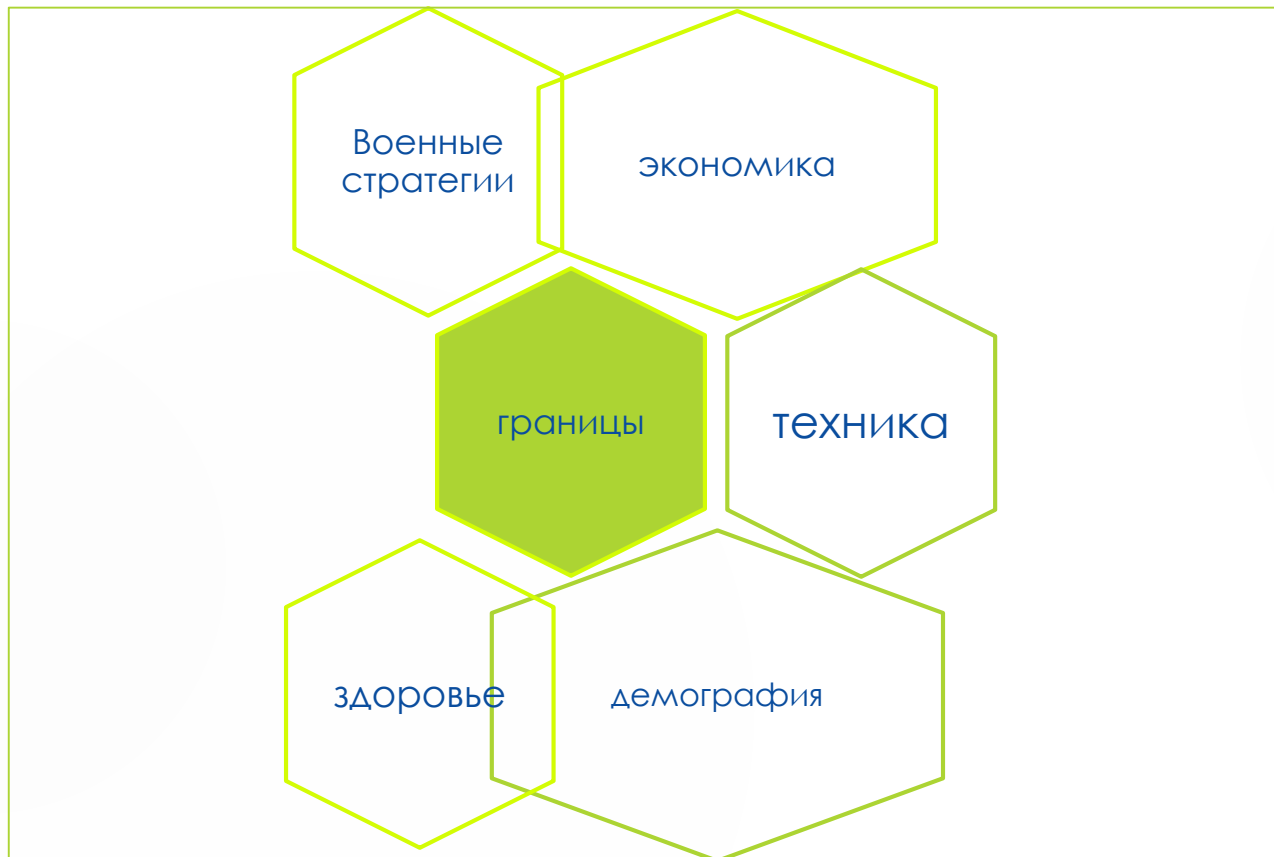 Военные
стратегии
экономика
границы
техника
здоровье
демография